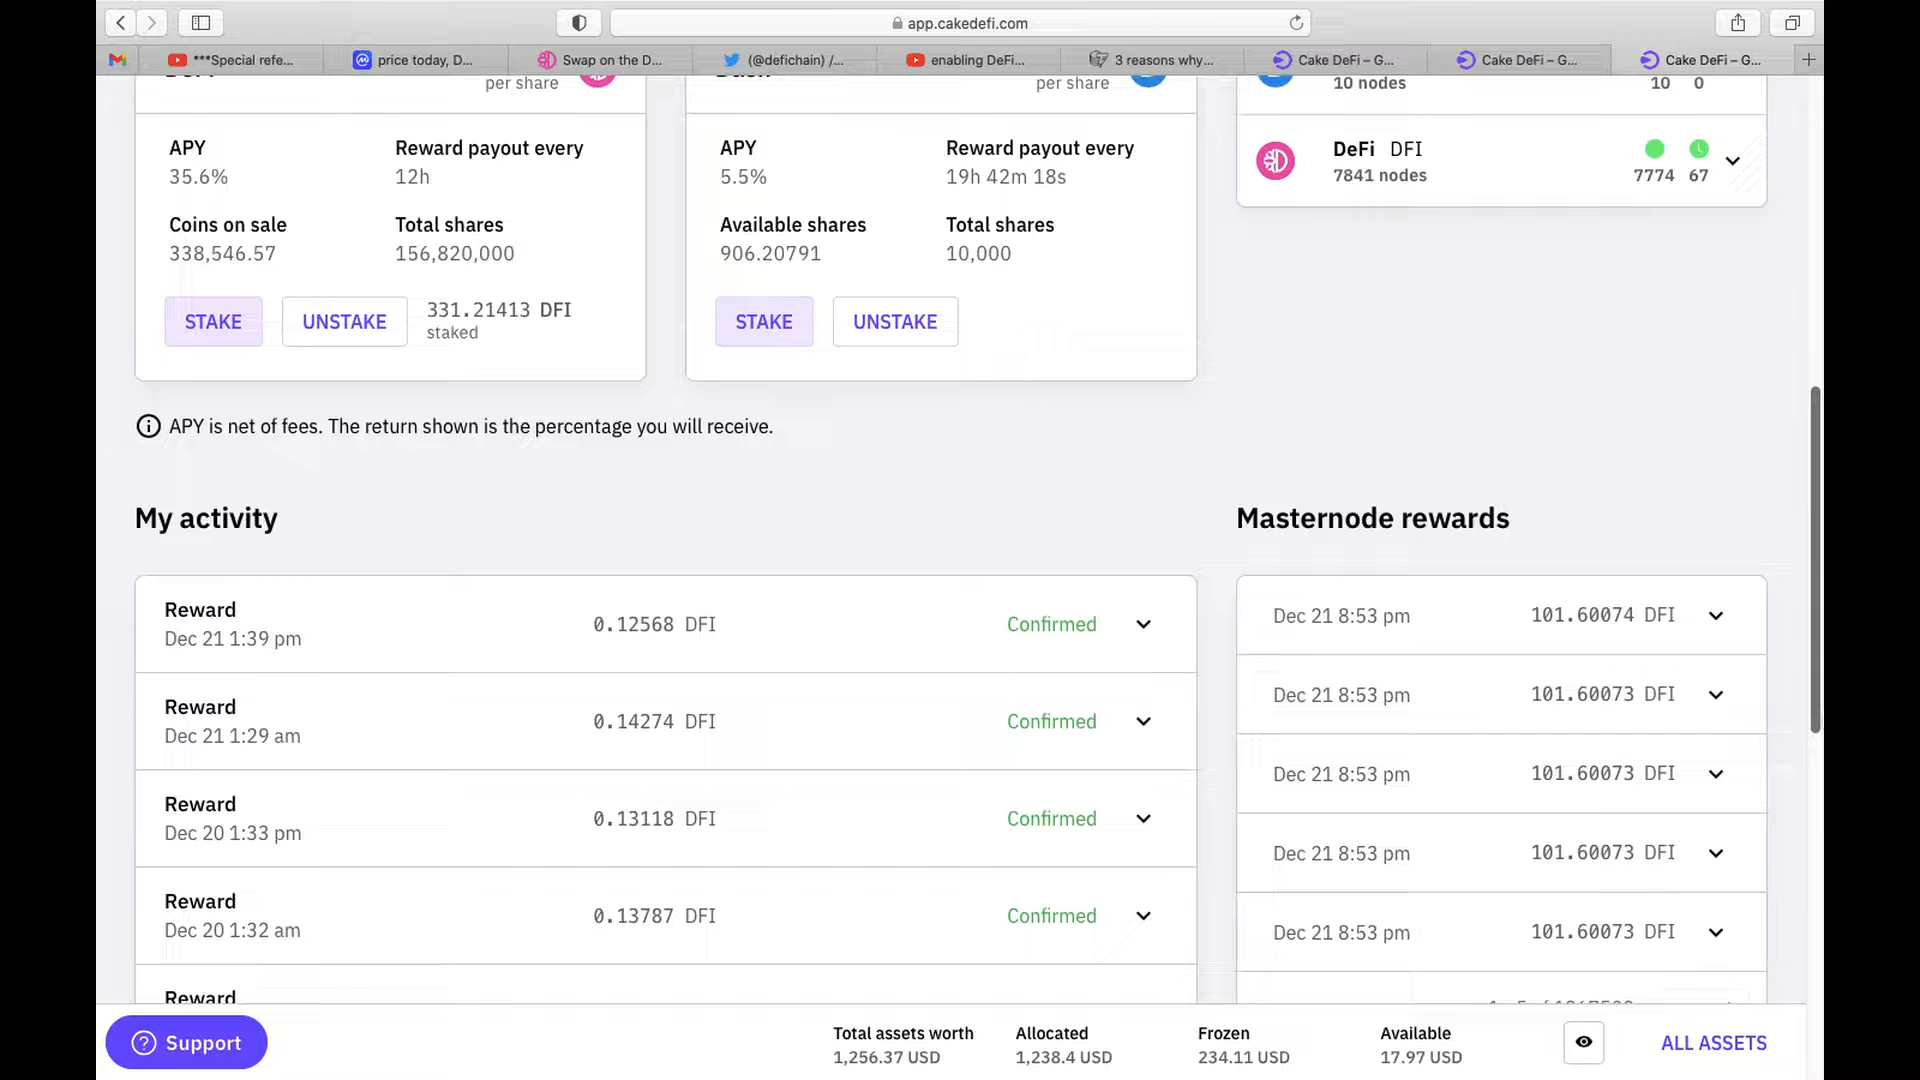 app.cakedefi.com
***Special refe...
price today, D...
Swap on the D...
(@defichain) /...
enabling DeFi...
3 reasons why...
Cake DeFi – G...
Cake DeFi – G...
Cake DeFi – G...
per share
per share
10 nodes
10 0
APY
35.6%
Reward payout every
12h
Coins on sale
338,546.57
Total shares
156,820,000
STAKE
UNSTAKE
331.21413 DFI
staked
APY
5.5%
Reward payout every
19h 42m 18s
Available shares
906.20791
Total shares
10,000
STAKE
UNSTAKE
DeFi DFI
7841 nodes
7774 67
APY is net of fees. The return shown is the percentage you will receive.
My activity
Reward
Dec 21 1:39 pm
0.12568 DFI
Confirmed
Reward
Dec 21 1:29 am
0.14274 DFI
Confirmed
Reward
Dec 20 1:33 pm
0.13118 DFI
Confirmed
Reward
Dec 20 1:32 am
0.13787 DFI
Confirmed
Reward
Masternode rewards
Dec 21 8:53 pm 101.60074 DFI
Dec 21 8:53 pm 101.60073 DFI
Dec 21 8:53 pm 101.60073 DFI
Dec 21 8:53 pm 101.60073 DFI
Dec 21 8:53 pm 101.60073 DFI
Support
Total assets worth
1,256.37 USD
Allocated
1,238.4 USD
Frozen
234.11 USD
Available
17.97 USD
ALL ASSETS